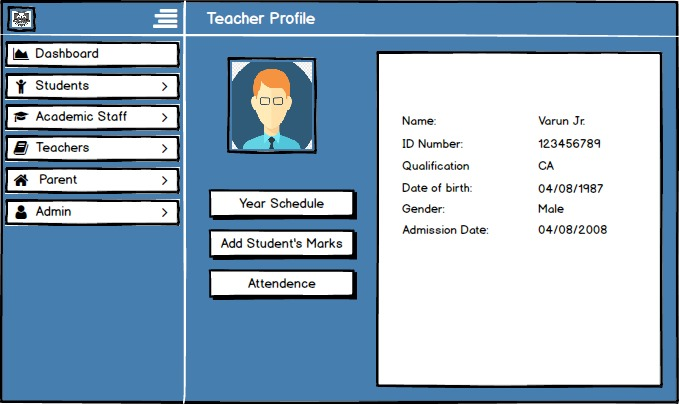 Teacher Profile
Dashboard
Students
Academic Staff
Teachers
Parent
Admin
Year Schedule
Add Student's Marks
Attendence
Name: Varun Jr.
ID Number: 123456789
Qualification CA
Date of birth: 04/08/1987
Gender: Male
Admission Date: 04/08/2008